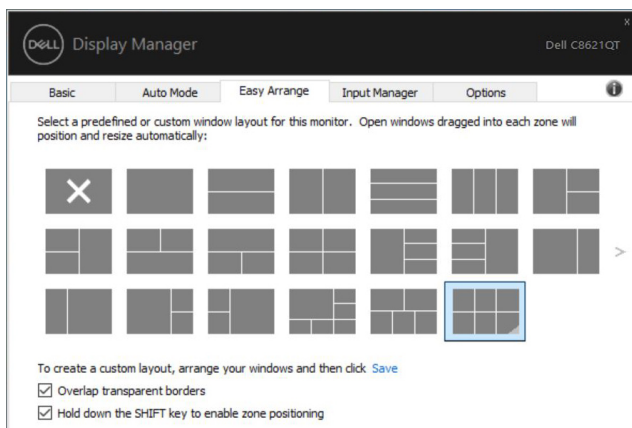 X
DELL Display Manager
Dell C8621QT
Basic Auto Mode Easy Arrange Input Manager Options
Select a predefined or custom window layout for this monitor. Open windows dragged into each zone will
position and resize automatically:
To create a custom layout, arrange your windows and then click Save
Overlap transparent borders
Hold down the SHIFT key to enable zone positioning